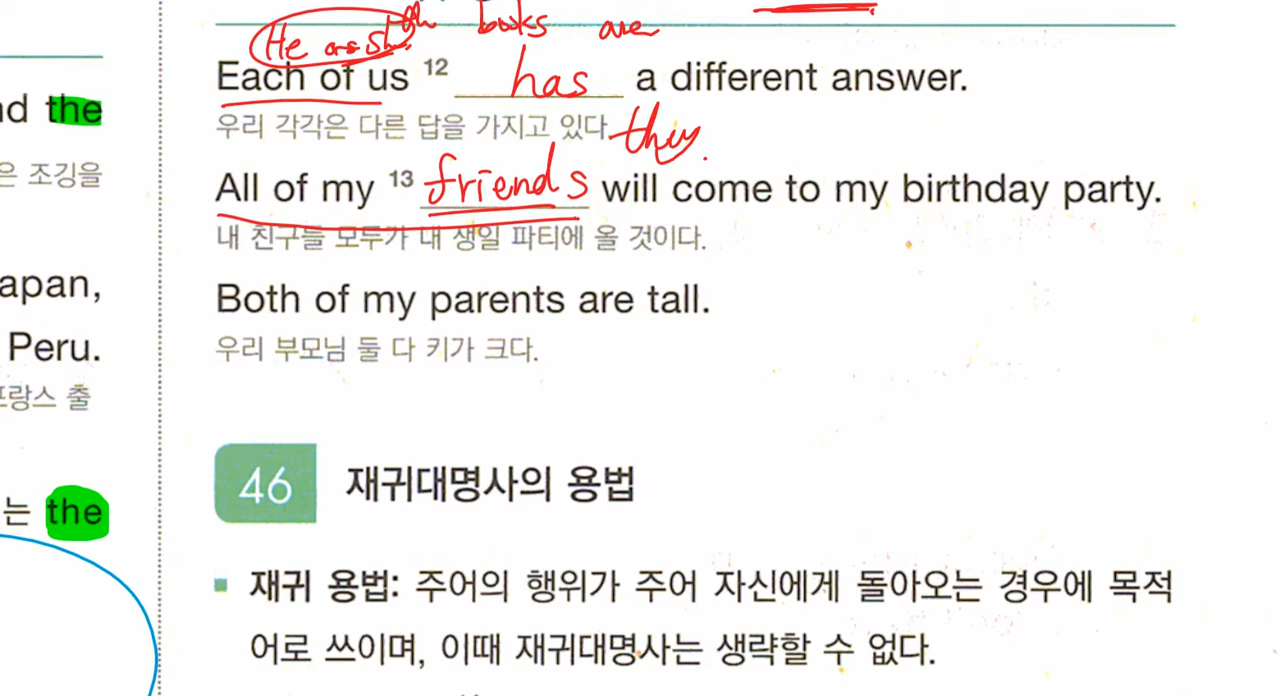 books are
He as sh
Each of us 12 has a different answer.
nd the
우리 각각은 다른 답을 가지고 있다.
they.
은 조깅을
All of my 13 friends will come to my birthday party.
내 친구들 모두가 내 생일 파티에 올 것이다.
apan,
Both of my parents are tall.
Peru.
우리 부모님 둘 다 키가 크다.
프랑스 출
46 재귀대명사의 용법
는 the
재귀 용법: 주어의 행위가 주어 자신에게 돌아오는 경우에 목적
어로 쓰이며, 이때 재귀대명사는 생략할 수 없다.